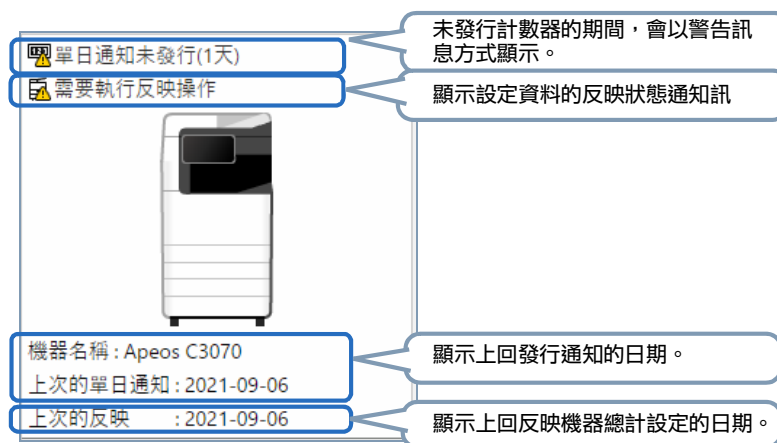 單日通知未發行(1天)
未發行計數器的期間，會以警告訊
息方式顯示。
需要執行反映操作
顯示設定資料的反映狀態通知訊
機器名稱 : Apeos C3070
上次的單日通知 : 2021-09-06
顯示上回發行通知的日期。
上次的反映 : 2021-09-06
顯示上回反映機器總計設定的日期。